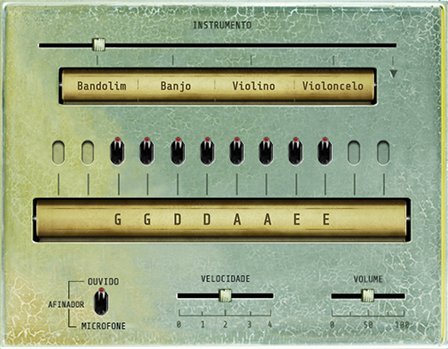 INSTRUMENTO
Bandolim Banjo Violino Violoncelo
G G D D A A E E
OUVIDO
AFINADOR
MICROFONE
VELOCIDADE
0 1 2 3 4
VOLUME
0 50 100